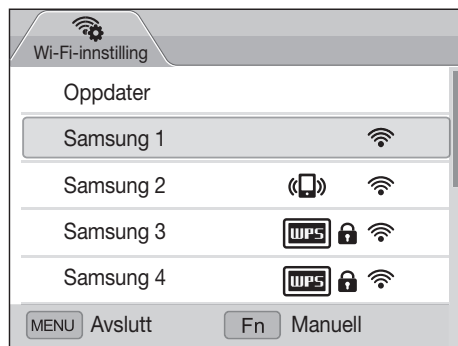 Wi-Fi-innstilling
Oppdater
Samsung 1
Samsung 2
Samsung 3 WPS
Samsung 4 WPS
MENU Avslutt Fn Manuell